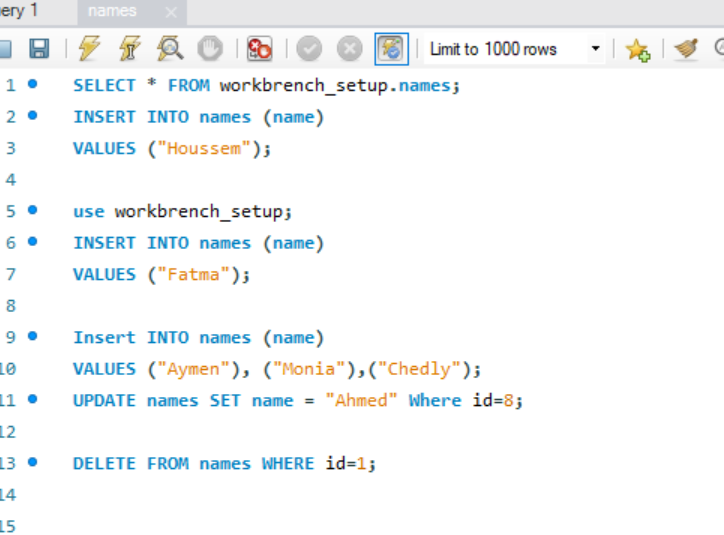 ery 1 names
Limit to 1000 rows
1 SELECT * FROM workbrench_setup.names;
2 INSERT INTO names (name)
3 VALUES ("Houssem");
4
5 use workbrench_setup;
6 INSERT INTO names (name)
7 VALUES ("Fatma");
8
9 Insert INTO names (name)
10 VALUES ("Aymen"), ("Monia"),("Chedly");
11 UPDATE names SET name = "Ahmed" Where id=8;
12
13 DELETE FROM names WHERE id=1;
14
15